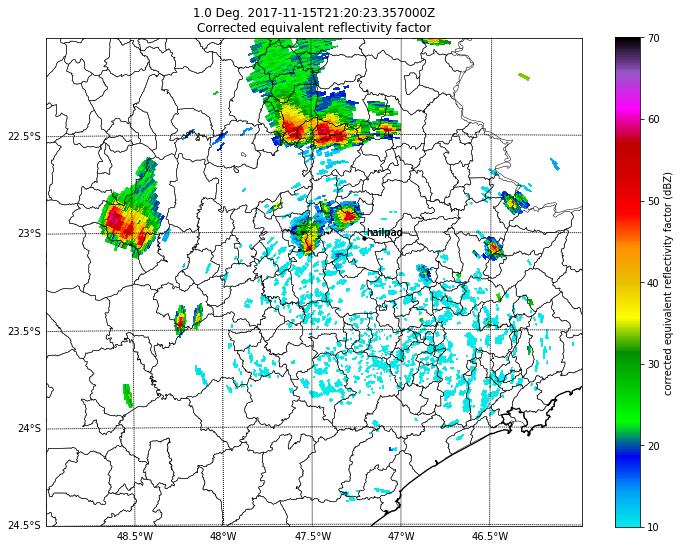 1.0 Deg. 2017-11-15T21:20:23.357000Z
Corrected equivalent reflectivity factor
22.5°S
23°S
23.5°S
24°S
24.5°S
48.5°W
48°W
47.5°W
47°W
46.5°W
hailpad
70
60
50
40
30
20
10
corrected equivalent reflectivity factor (dBZ)